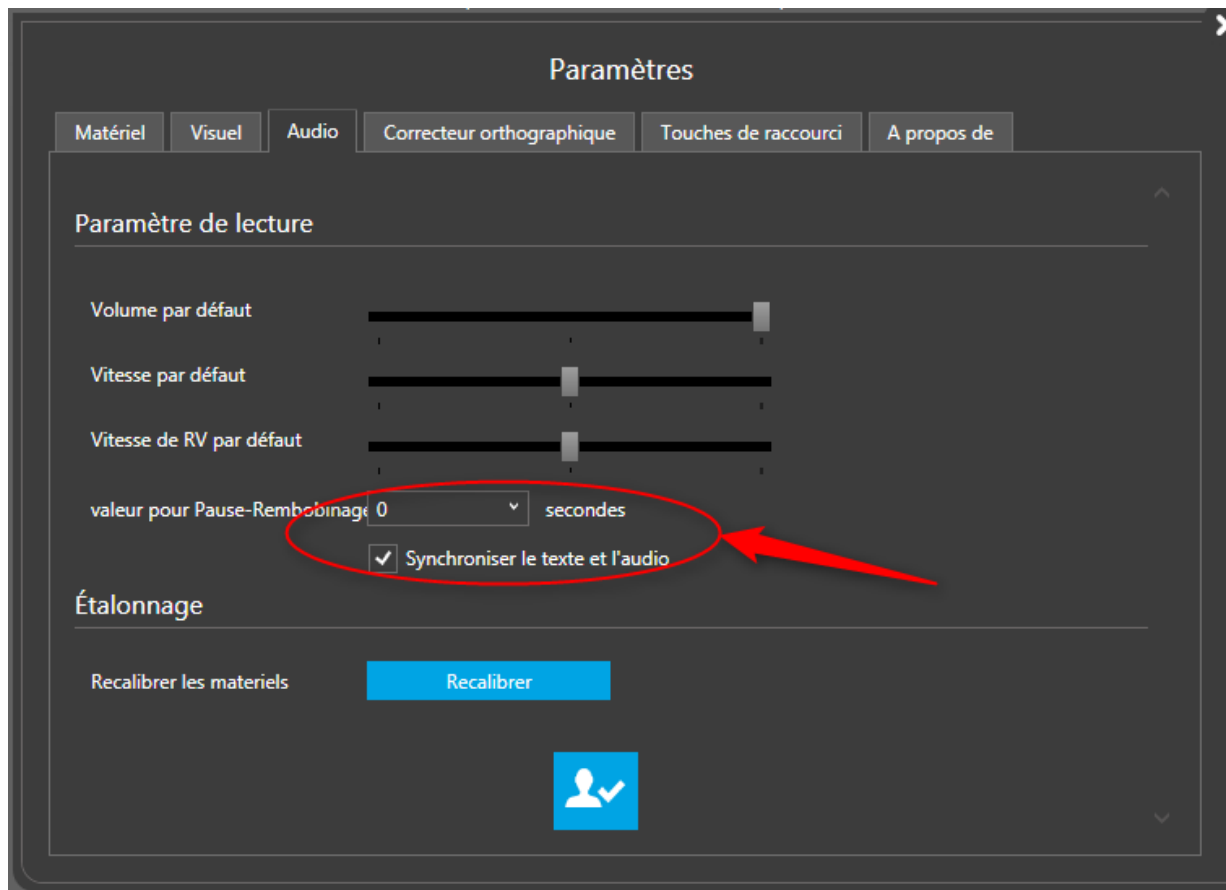 Paramètres
Matériel Visuel Audio Correcteur orthographique Touches de raccourci A propos de
Paramètre de lecture
Volume par défaut
Vitesse par défaut
Vitesse de RV par défaut
valeur pour Pause-Rembobinage 0 secondes
Synchroniser le texte et l'audio
Étalonnage
Recalibrer les materiels Recalibrer